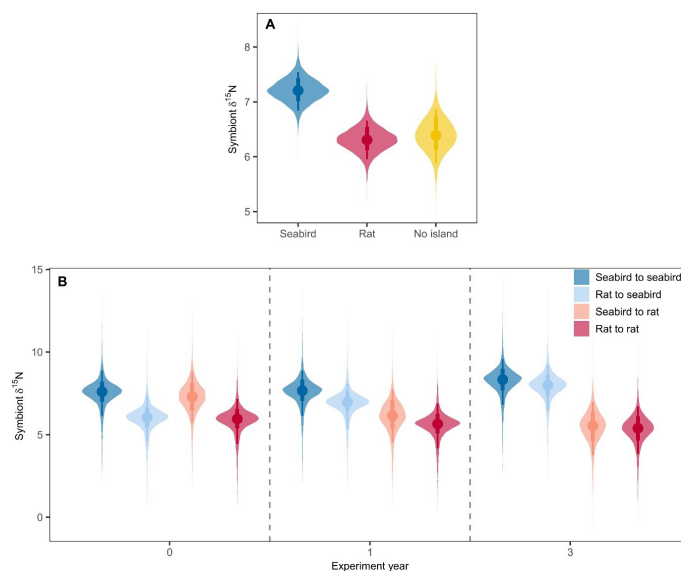 A
8
7
6
5
Symbiont δ¹⁵N
Seabird Rat No island
B
15
10
5
0
Symbiont δ¹⁵N
Seabird to seabird
Rat to seabird
Seabird to rat
Rat to rat
0 1 3
Experiment year